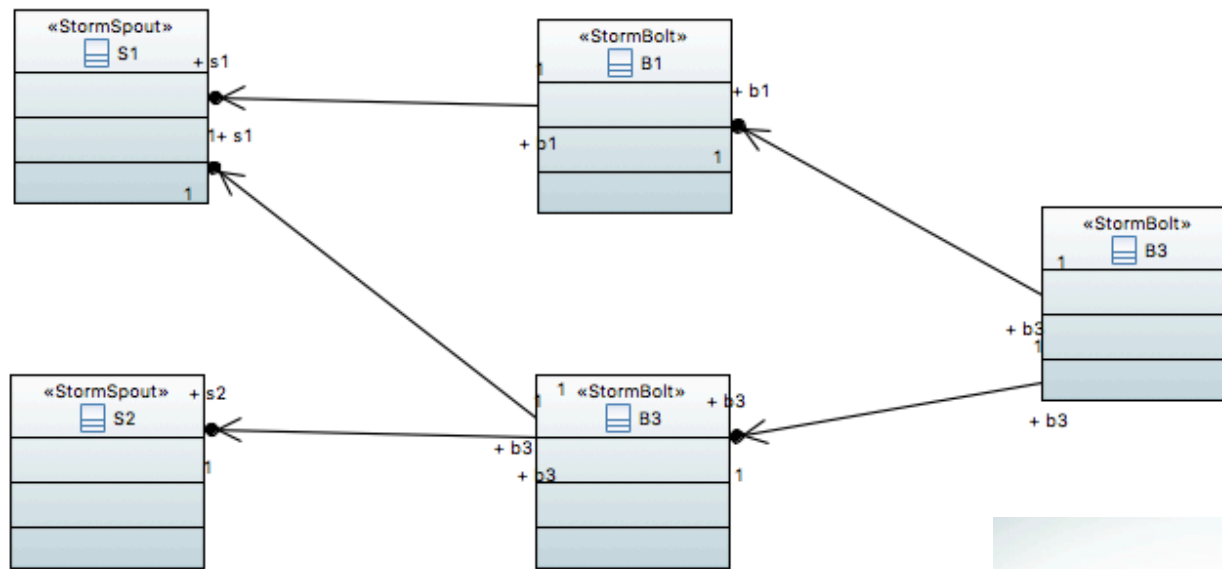 «StormSpout»
S1
+ s1
1+ s1
1
«StormBolt»
B1
1
+ b1
+ b1
1
«StormBolt»
B3
1
+ b3
1
+ b3
«StormSpout»
S2
+ s2
1
«StormBolt»
B3
1
1
+ b3
+ b3
+ b3
1